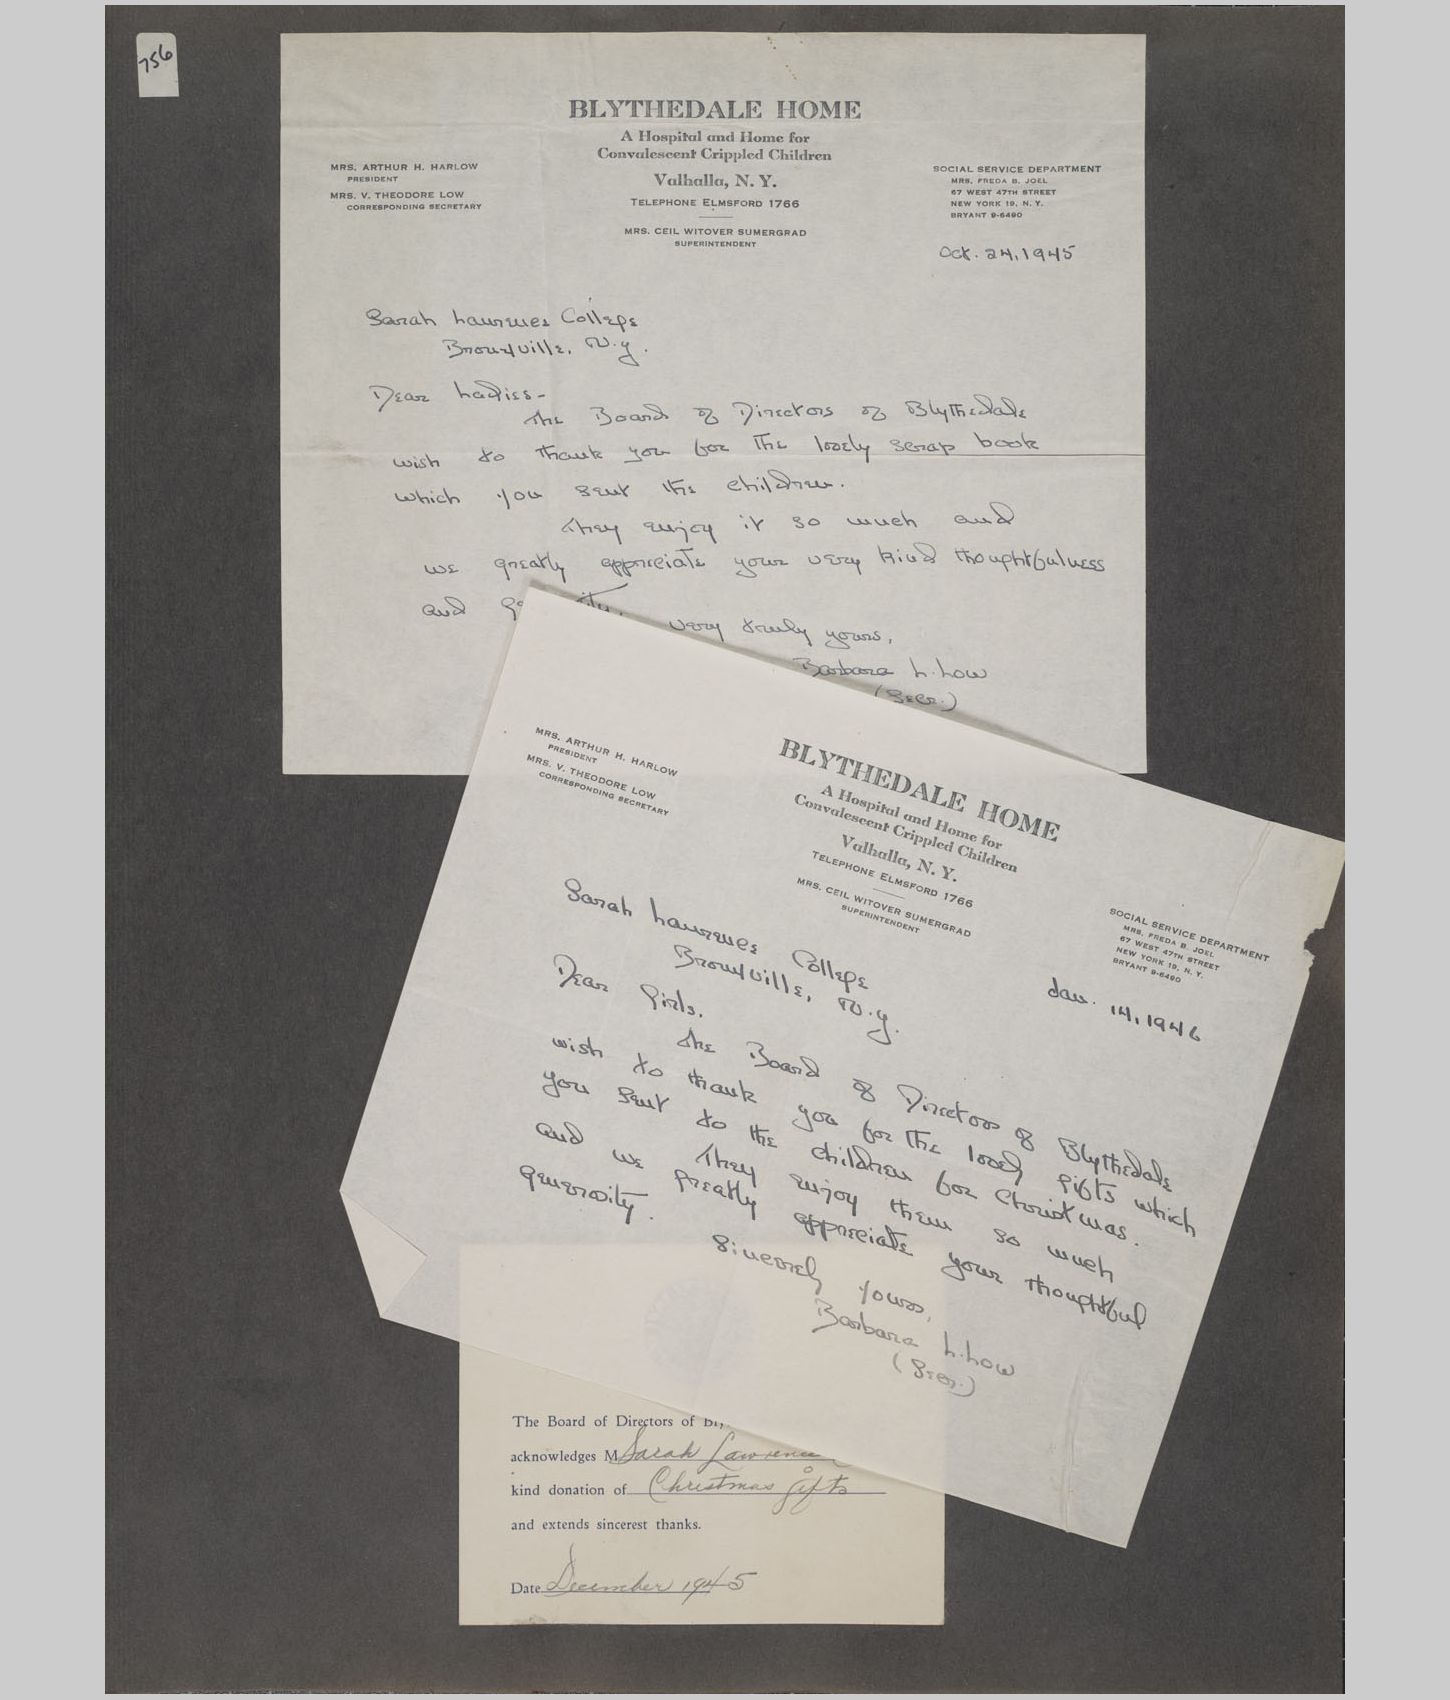 756
BLYTHEDALE HOME
A Hospital and Home for
Convalescent Crippled Children
Valhalla, N. Y.
TELEPHONE ELMSFORD 1766
MRS. CEIL WITOVER SUMERGRAD
SUPERINTENDENT
MRS. ARTHUR H. HARLOW
PRESIDENT
MRS. V. THEODORE LOW
CORRESPONDING SECRETARY
SOCIAL SERVICE DEPARTMENT
MRS. FREDA B. JOEL
67 WEST 47TH STREET
NEW YORK 19, N. Y.
BRYANT 9-6490
Oct. 24, 1945
Sarah Lawrence College
Bronxville, N.Y.
Dear Ladies-
The Board of Directors of Blythedale
wish to thank you for the lovely scrap book
which you sent the children.
They enjoy it so much and
we greatly appreciate your very kind thoughtfulness
and
Very truly yours,
Barbara L. Low
(Secr.)
MRS. ARTHUR H. HARLOW
PRESIDENT
MRS. V. THEODORE LOW
CORRESPONDING SECRETARY
BLYTHEDALE HOME
A Hospital and Home for
Convalescent Crippled Children
Valhalla, N. Y.
TELEPHONE ELMSFORD 1766
MRS. CEIL WITOVER SUMERGRAD
SUPERINTENDENT
SOCIAL SERVICE DEPARTMENT
MRS. FREDA B. JOEL
67 WEST 47TH STREET
NEW YORK 19, N. Y.
BRYANT 9-6490
Jan. 14, 1946
Sarah Lawrence College
Bronxville, N.Y.
Dear Girls,
The Board of Directors of Blythedale
wish to thank you for the lovely gifts which
you sent to the children for Christmas.
They enjoy them so much
and we greatly appreciate your thoughtful
generosity.
Sincerely yours,
Barbara L. Low
(Secr.)
The Board of Directors of
acknowledges M Sarah Lawrence
kind donation of Christmas gifts
and extends sincerest thanks.
Date December 1945